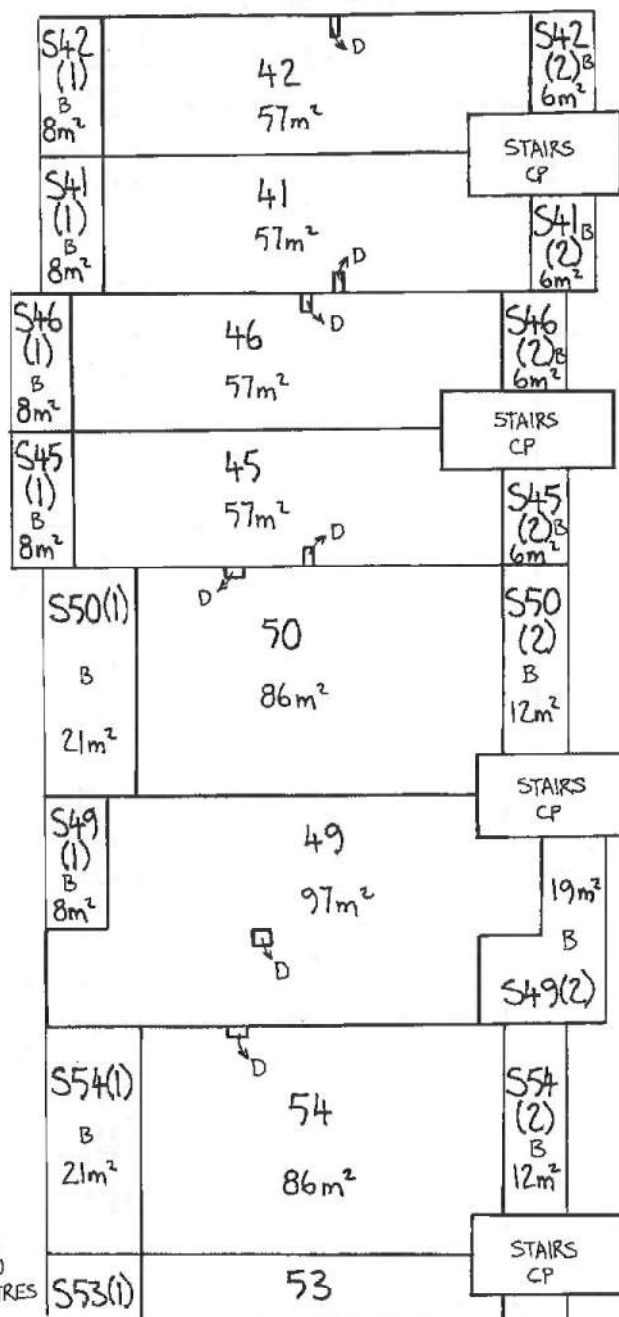 S42
(1)
B
8m²
42
57m²
D
S42
(2)B
6m²
STAIRS
CP
S41
(1)
B
8m²
41
57m²
D
S41B
(2)
6m²
S46
(1)
B
8m²
46
57m²
D
S46
(2)B
6m²
STAIRS
CP
S45
(1)
B
8m²
45
57m²
D
S45
(2)B
6m²
S50(1)
B
21m²
D
50
86m²
S50
(2)
B
12m²
STAIRS
CP
S49
(1)
B
8m²
49
97m²
D
19m²
B
S49(2)
S54(1)
B
21m²
D
54
86m²
S54
(2)
B
12m²
STAIRS
CP
S53(1)
53